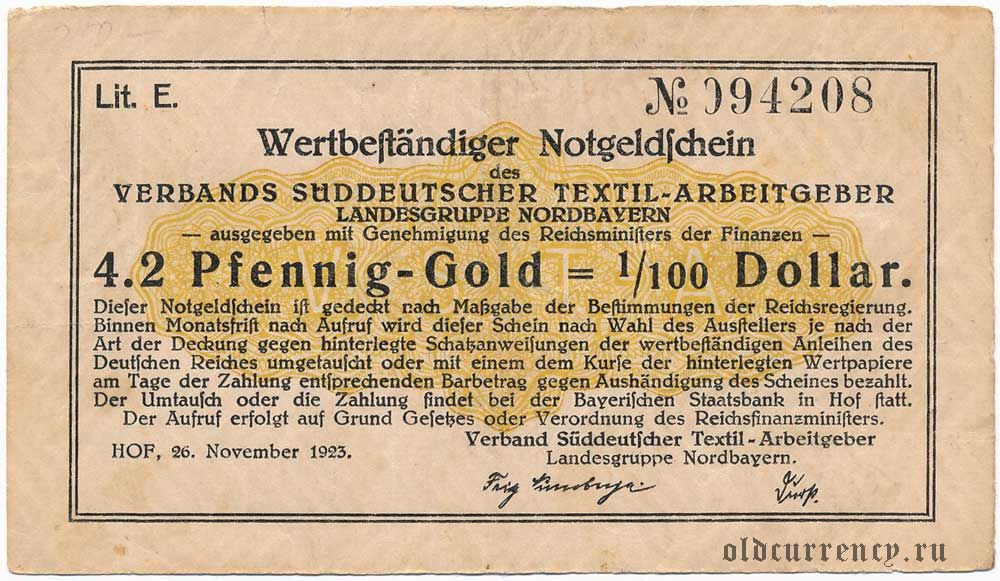 Lit. E.
№ 094208
Wertbeſtändiger Notgeldſchein
des
VERBANDS SÜDDEUTSCHER TEXTIL-ARBEITGEBER
LANDESGRUPPE NORDBAYERN
— ausgegeben mit Genehmigung des Reichsminiſters der Finanzen —
4.2 Pfennig-Gold = 1/100 Dollar.
Dieſer Notgeldſchein iſt gedeckt nach Maßgabe der Beſtimmungen der Reichsregierung.
Binnen Monatsfriſt nach Aufruf wird dieſer Schein nach Wahl des Ausſtellers je nach der
Art der Deckung gegen hinterlegte Schatzanweiſungen der wertbeſtändigen Anleihen des
Deutſchen Reiches umgetauſcht oder mit einem dem Kurſe der hinterlegten Wertpapiere
am Tage der Zahlung entſprechenden Barbetrag gegen Aushändigung des Scheines bezahlt.
Der Umtauſch oder die Zahlung findet bei der Bayeriſchen Staatsbank in Hof ſtatt.
Der Aufruf erfolgt auf Grund Geſetzes oder Verordnung des Reichsfinanzminiſters.
HOF, 26. November 1923.
Verband Süddeutſcher Textil-Arbeitgeber
Landesgruppe Nordbayern.
oldcurrency.ru